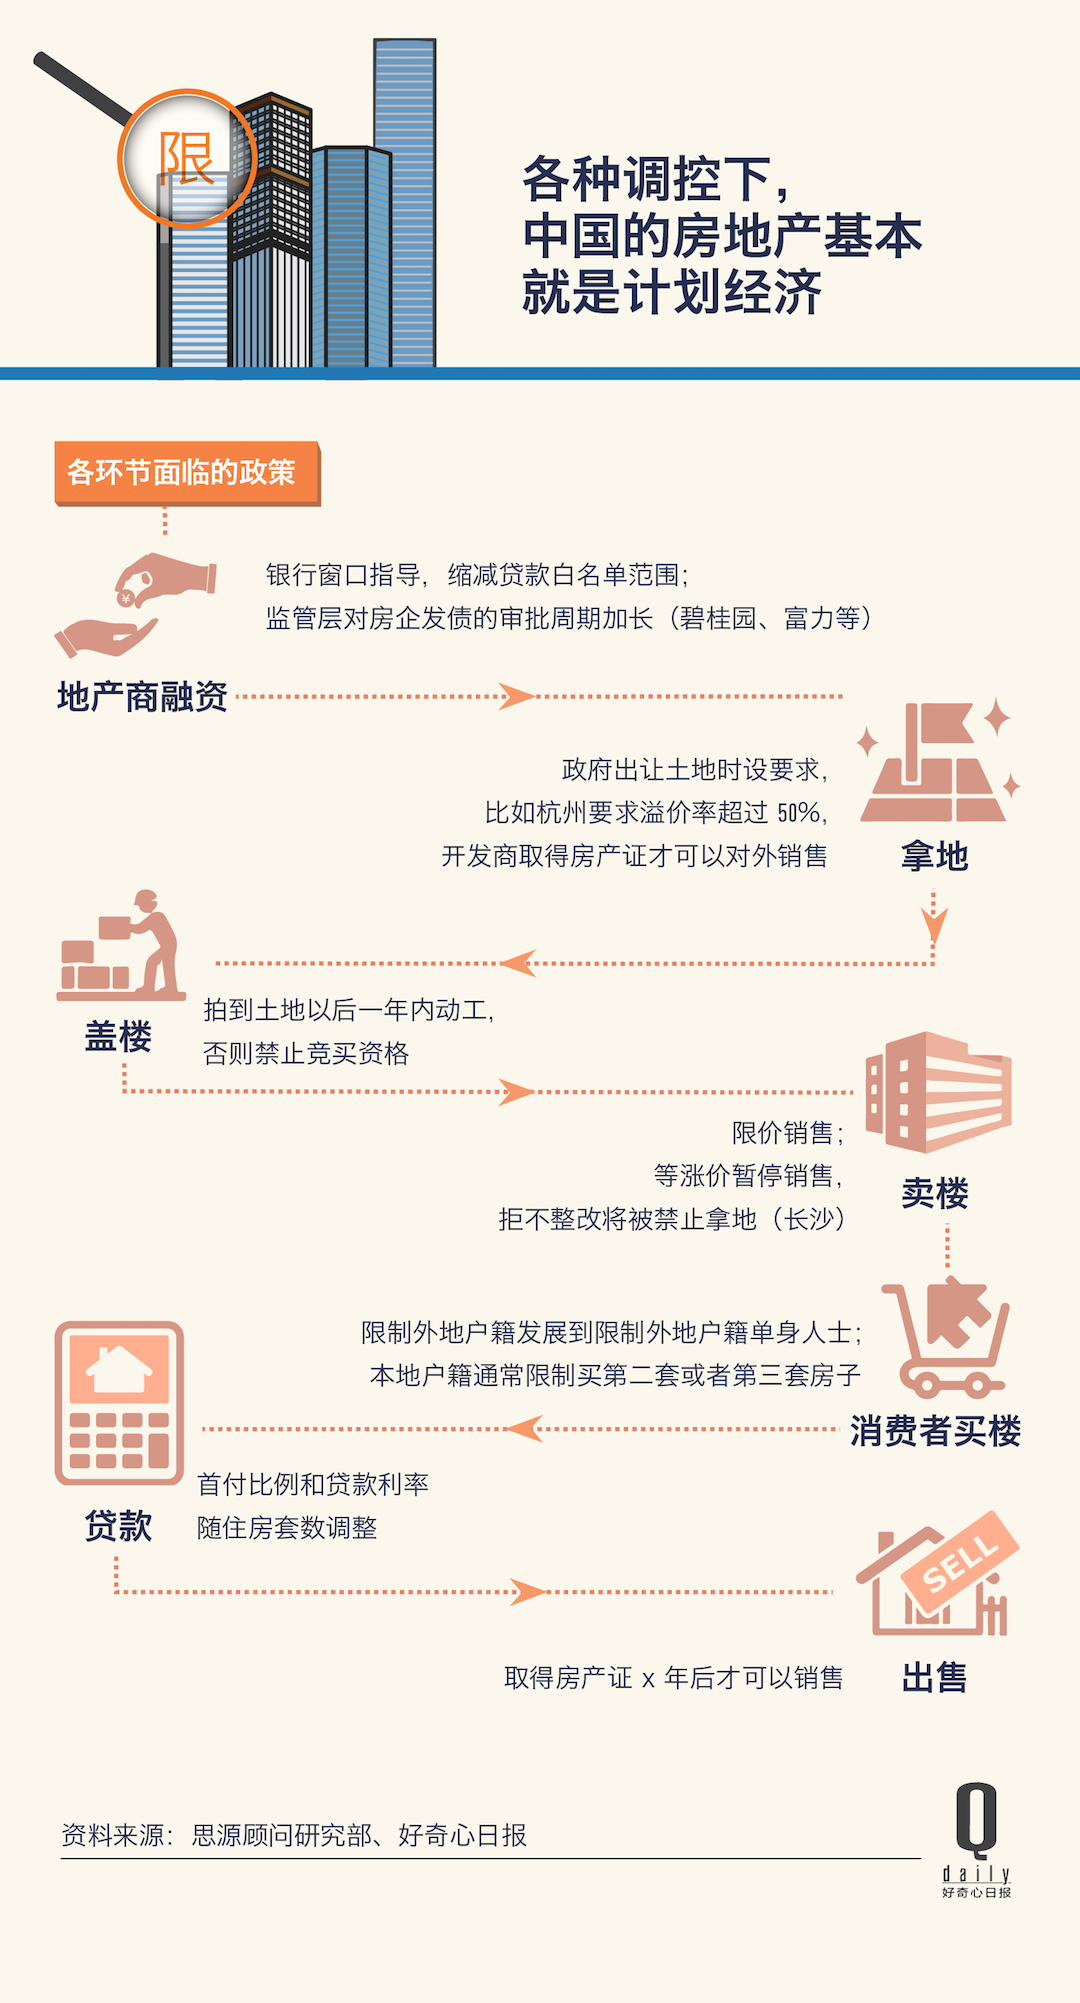 限
各种调控下，
中国的房地产基本
就是计划经济
各环节面临的政策
¥
银行窗口指导，缩减贷款白名单范围；
监管层对房企发债的审批周期加长（碧桂园、富力等）
地产商融资
政府出让土地时设要求，
比如杭州要求溢价率超过 50%，
开发商取得房产证才可以对外销售
拿地
盖楼
拍到土地以后一年内动工，
否则禁止竞买资格
限价销售；
等涨价暂停销售，
拒不整改将被禁止拿地（长沙）
卖楼
限制外地户籍发展到限制外地户籍单身人士；
本地户籍通常限制买第二套或者第三套房子
消费者买楼
首付比例和贷款利率
随住房套数调整
贷款
SELL
取得房产证 x 年后才可以销售
出售
资料来源：思源顾问研究部、好奇心日报
Q
daily
好奇心日报